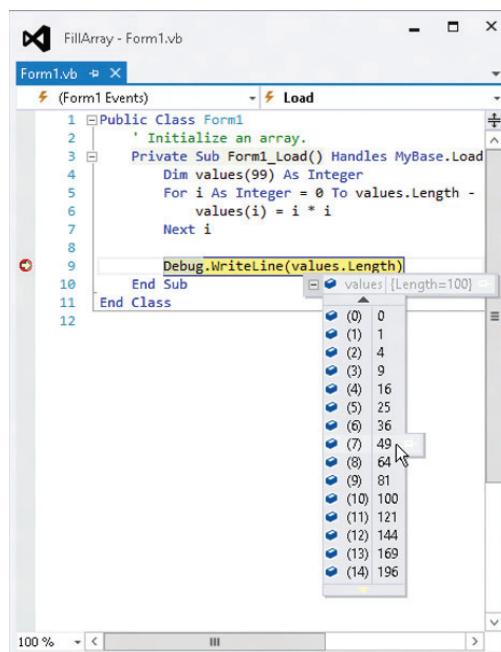 FillArray - Form1.vb
Form1.vb
(Form1 Events) Load
1 Public Class Form1
2 ' Initialize an array.
3 Private Sub Form1_Load() Handles MyBase.Load
4 Dim values(99) As Integer
5 For i As Integer = 0 To values.Length -
6 values(i) = i * i
7 Next i
8
9 Debug.WriteLine(values.Length)
10 End Sub
values {Length=100}
11 End Class
12
(0) 0
(1) 1
(2) 4
(3) 9
(4) 16
(5) 25
(6) 36
(7) 49
(8) 64
(9) 81
(10) 100
(11) 121
(12) 144
(13) 169
(14) 196
100 %